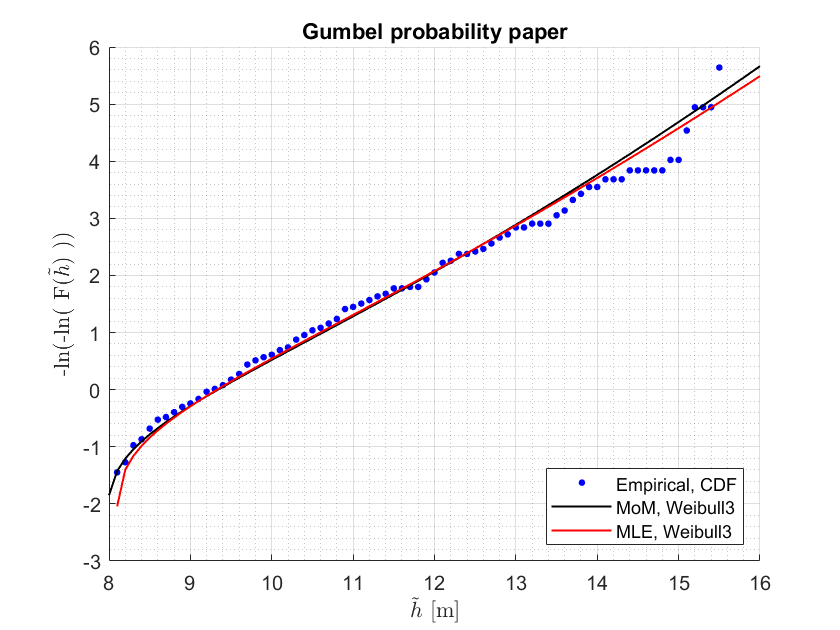 Gumbel probability paper
6
5
4
3
2
1
0
-1
-2
-3
-ln(-ln( F(h̃) ))
Empirical, CDF
MoM, Weibull3
MLE, Weibull3
8 9 10 11 12 13 14 15 16
h̃ [m]